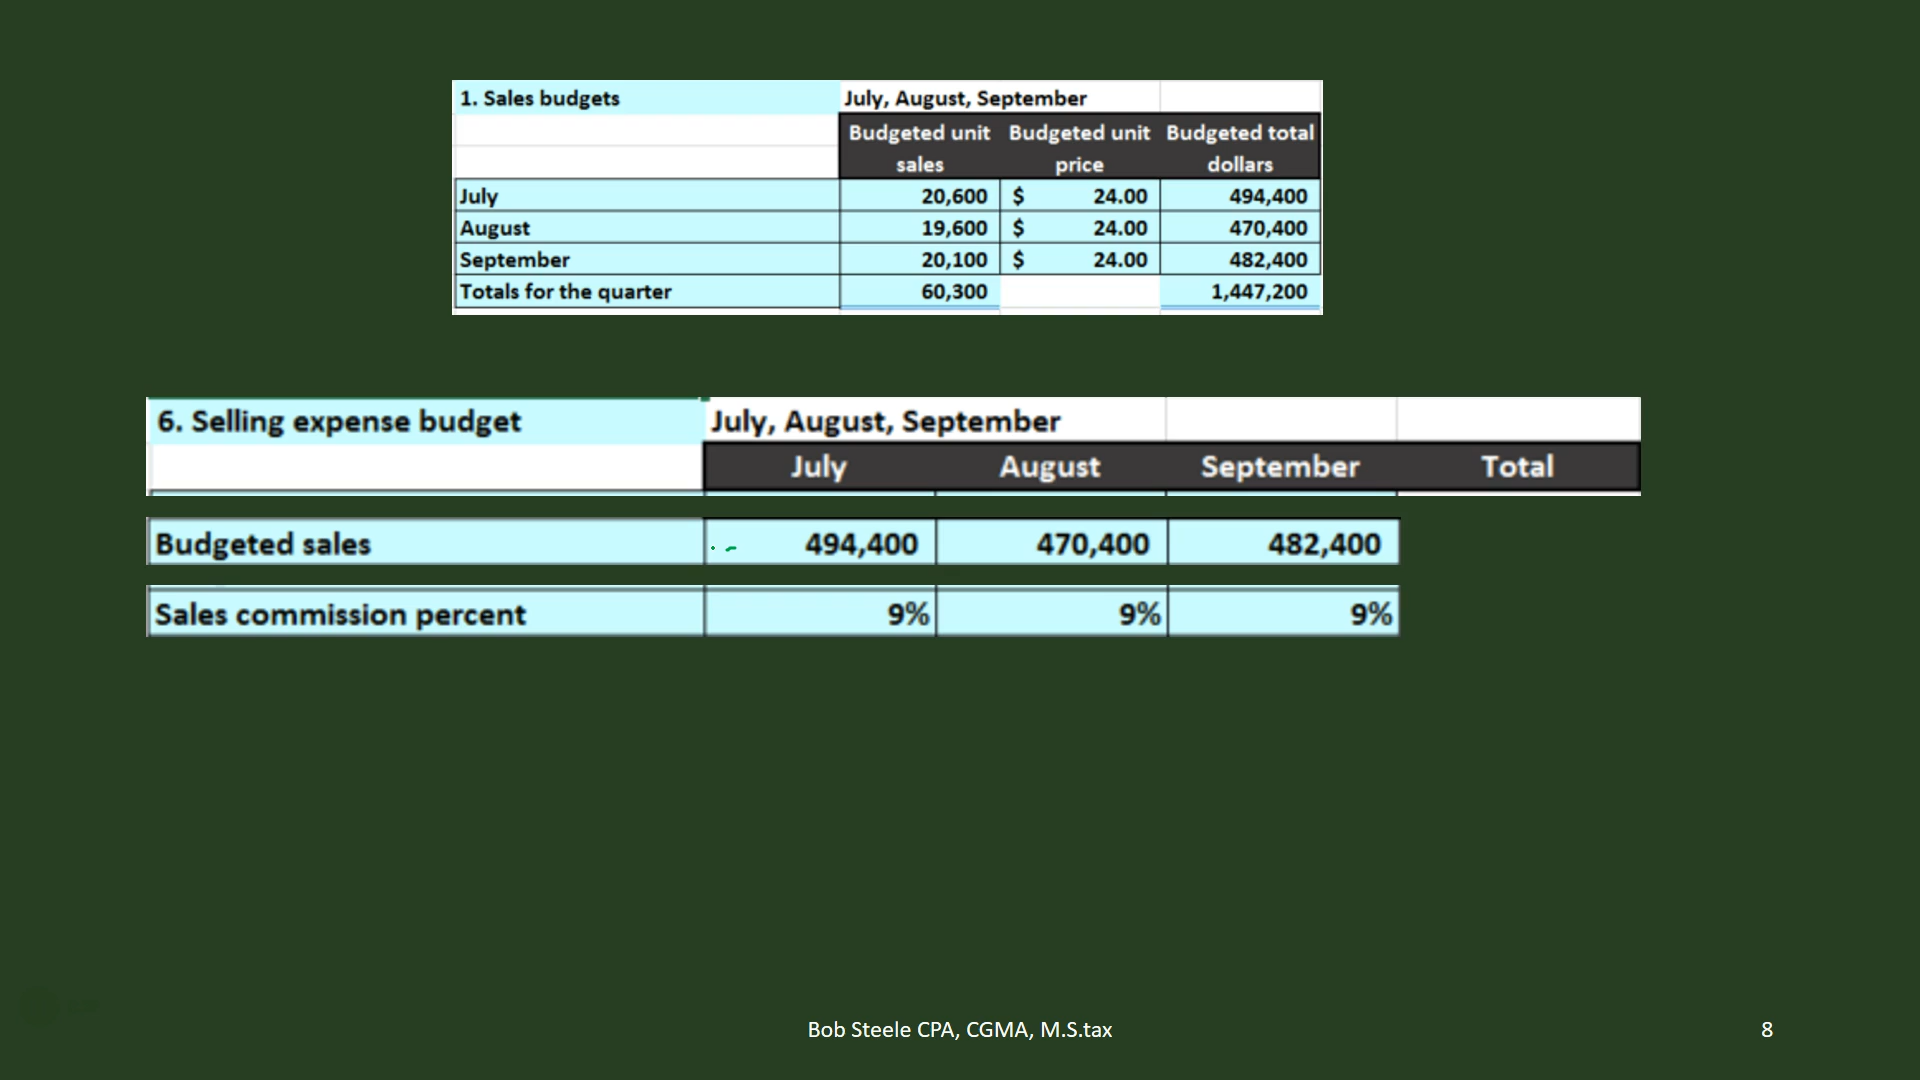 1. Sales budgets July, August, September
Budgeted unit sales Budgeted unit price Budgeted total dollars
July 20,600 $ 24.00 494,400
August 19,600 $ 24.00 470,400
September 20,100 $ 24.00 482,400
Totals for the quarter 60,300 1,447,200
6. Selling expense budget July, August, September
July August September Total
Budgeted sales 494,400 470,400 482,400
Sales commission percent 9% 9% 9%
Bob Steele CPA, CGMA, M.S.tax 8